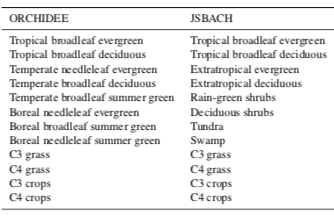 ORCHIDEE JSBACH
Tropical broadleaf evergreen Tropical broadleaf evergreen
Tropical broadleaf deciduous Tropical broadleaf deciduous
Temperate needleleaf evergreen Extratropical evergreen
Temperate broadleaf deciduous Extratropical deciduous
Temperate broadleaf summer green Rain-green shrubs
Boreal needleleaf evergreen Deciduous shrubs
Boreal broadleaf summer green Tundra
Boreal needleleaf summer green Swamp
C3 grass C3 grass
C4 grass C4 grass
C3 crops C3 crops
C4 crops C4 crops